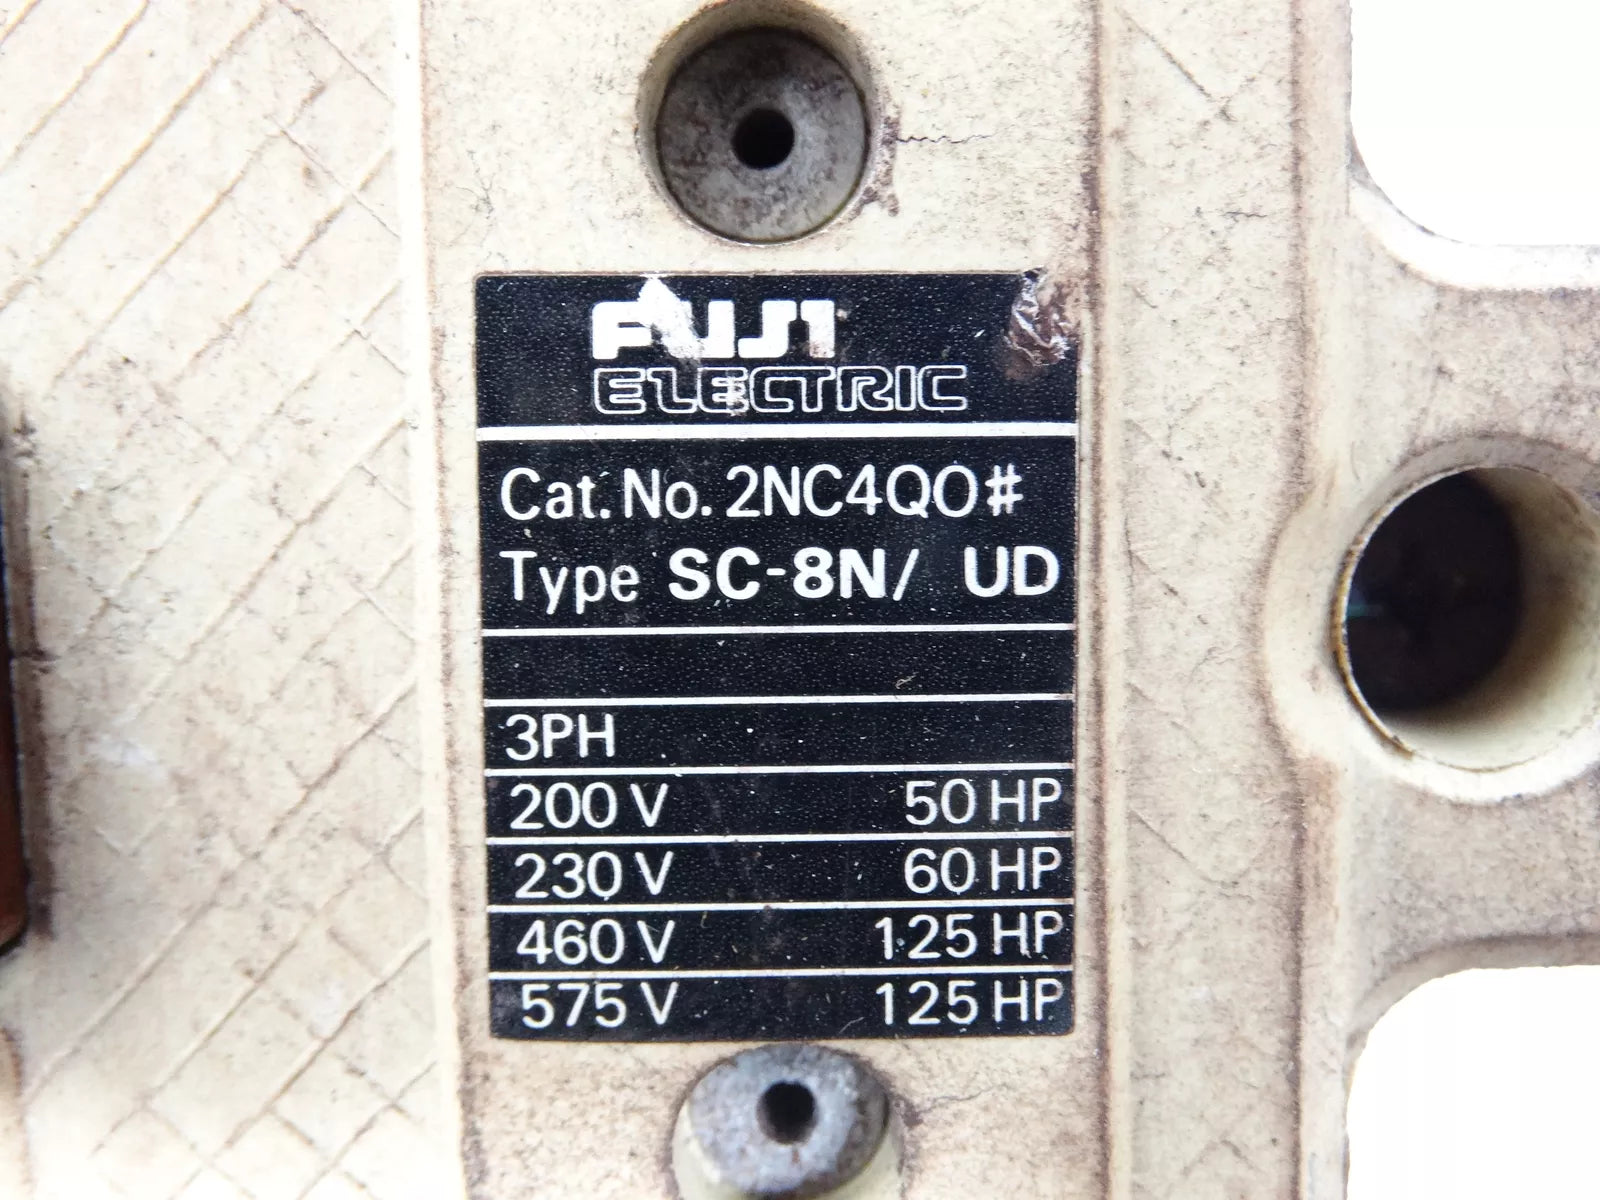 FUJI
ELECTRIC
Cat. No. 2NC4Q0#
Type SC-8N/ UD
3PH
200 V 50 HP
230 V 60 HP
460 V 125 HP
575 V 125 HP